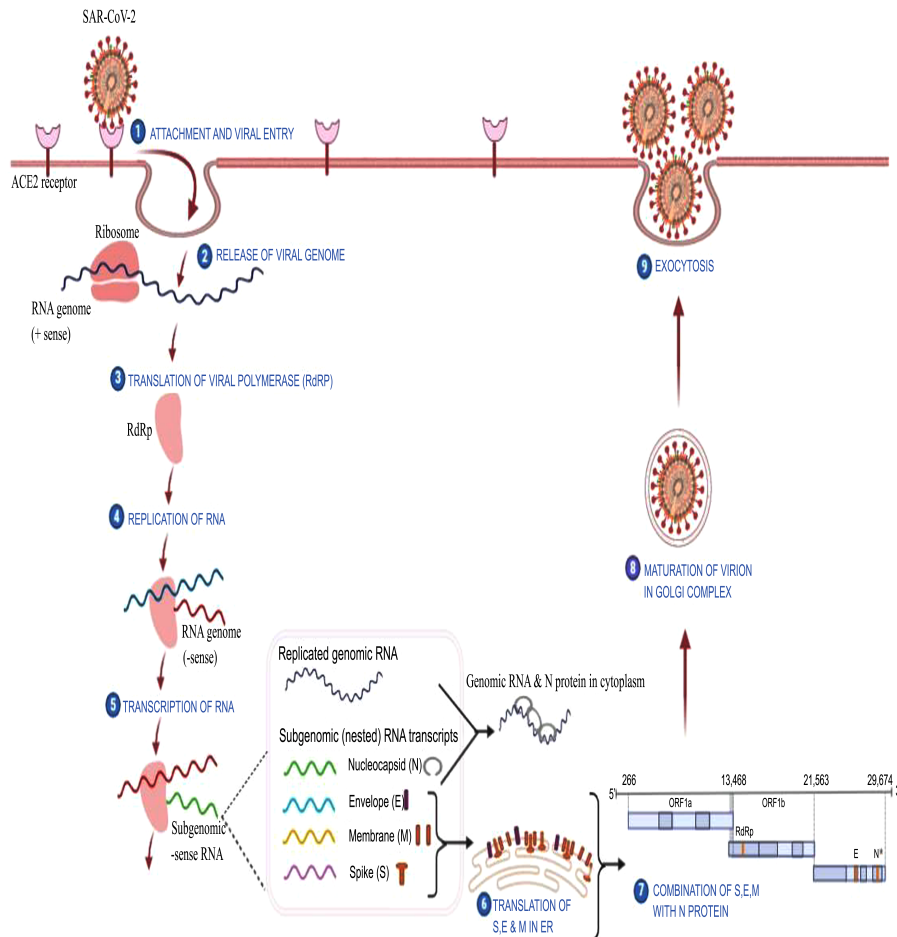 SAR-CoV-2
1 ATTACHMENT AND VIRAL ENTRY
ACE2 receptor
Ribosome
2 RELEASE OF VIRAL GENOME
RNA genome
(+ sense)
3 TRANSLATION OF VIRAL POLYMERASE (RdRP)
RdRp
4 REPLICATION OF RNA
RNA genome
(-sense)
5 TRANSCRIPTION OF RNA
Subgenomic
-sense RNA
Replicated genomic RNA
Subgenomic (nested) RNA transcripts
Nucleocapsid (N)
Envelope (E)
Membrane (M)
Spike (S)
Genomic RNA & N protein in cytoplasm
6 TRANSLATION OF
S,E & M IN ER
266 13,468 21,563 29,674
5'
ORF1a ORF1b
RdRp
E N
7 COMBINATION OF S,E,M
WITH N PROTEIN
8 MATURATION OF VIRION
IN GOLGI COMPLEX
9 EXOCYTOSIS